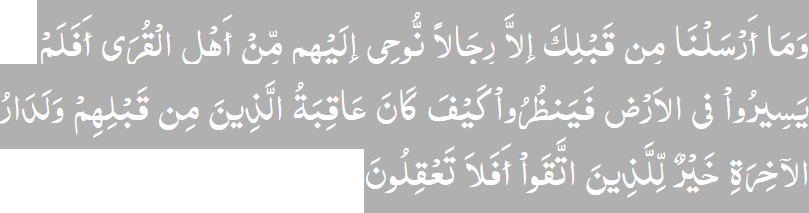 وَمَا أَرْسَلْنَا مِن قَبْلِكَ إِلاَّ رِجَالاً نُّوحِي إِلَيْهِم مِّنْ أَهْلِ الْقُرَى أَفَلَمْ
يَسِيرُواْ فِي الأَرْضِ فَيَنظُرُواْ كَيْفَ كَانَ عَاقِبَةُ الَّذِينَ مِن قَبْلِهِمْ وَلَدَارُ
الآخِرَةِ خَيْرٌ لِّلَّذِينَ اتَّقَواْ أَفَلاَ تَعْقِلُونَ